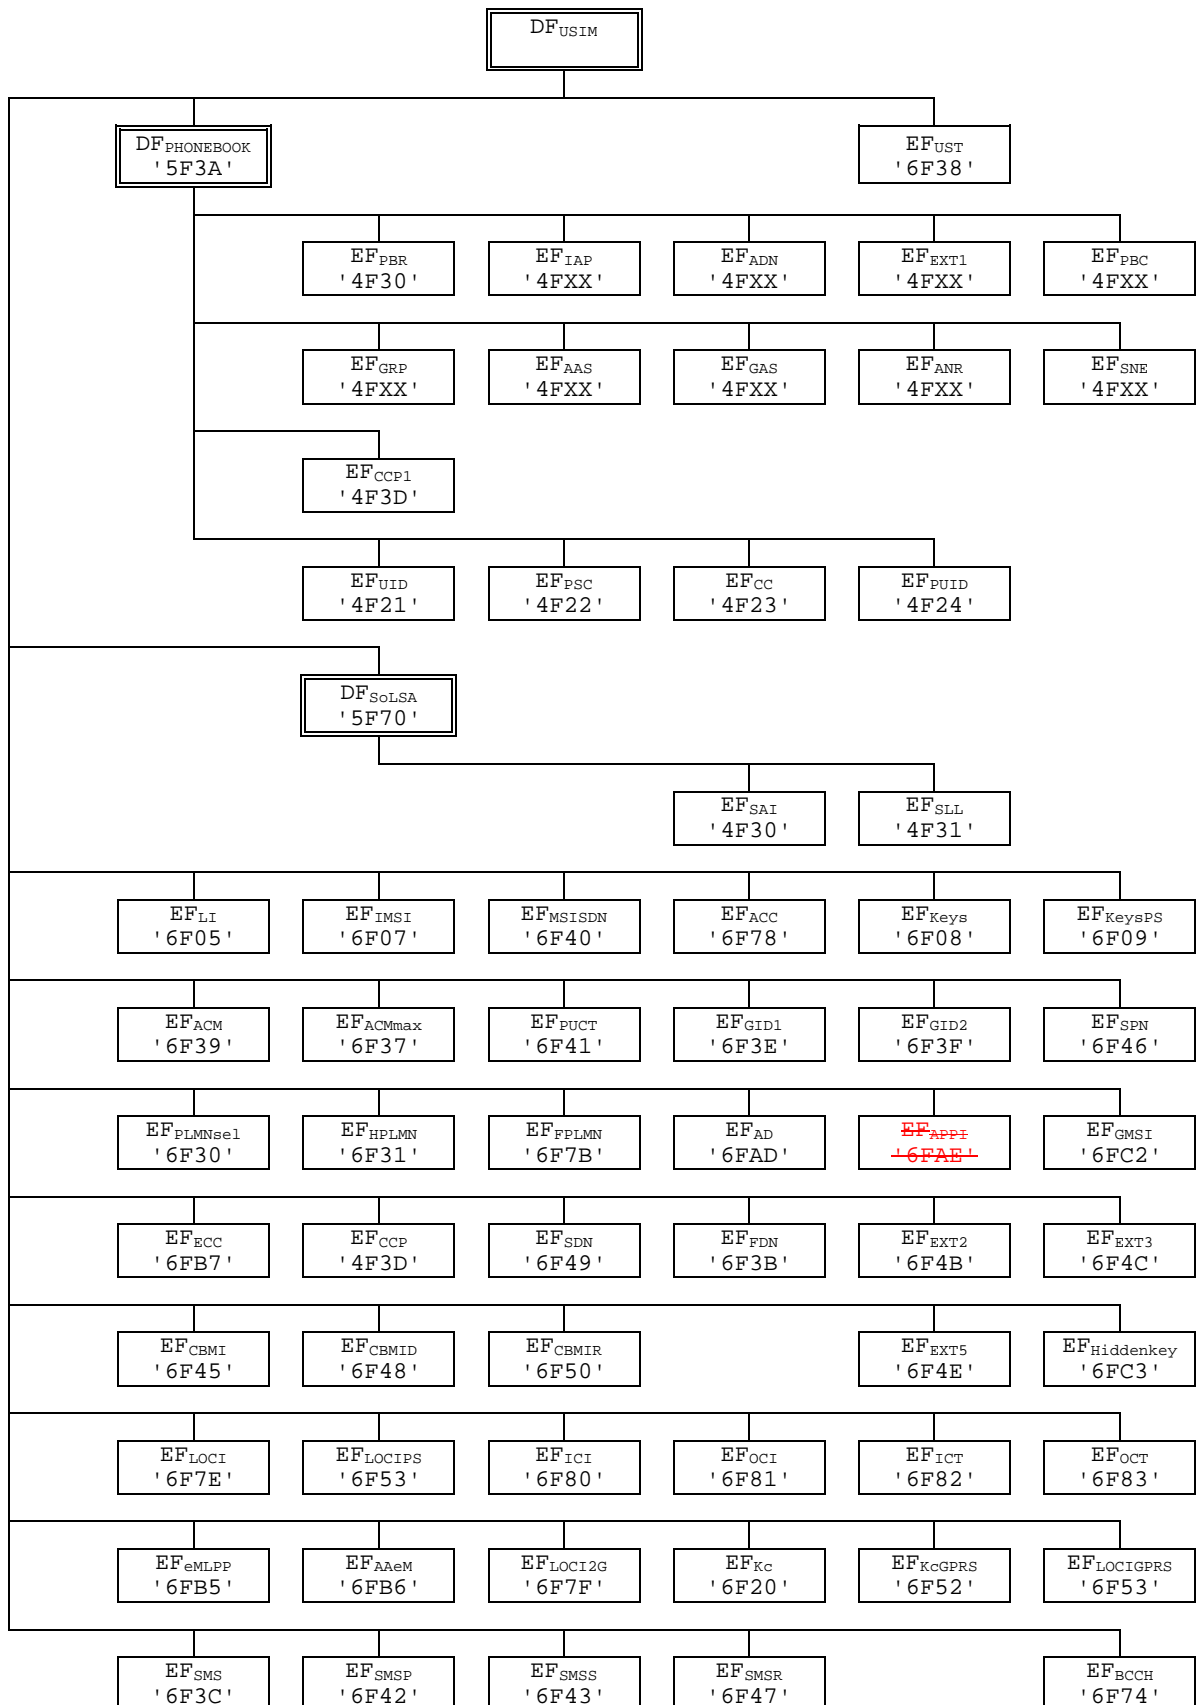 DFUSIM
DFPHONEBOOK
'5F3A'
EFUST
'6F38'
EFPBR
'4F30'
EFIAP
'4FXX'
EFADN
'4FXX'
EFEXT1
'4FXX'
EFPBC
'4FXX'
EFGRP
'4FXX'
EFAAS
'4FXX'
EFGAS
'4FXX'
EFANR
'4FXX'
EFSNE
'4FXX'
EFCCP1
'4F3D'
EFUID
'4F21'
EFPSC
'4F22'
EFCC
'4F23'
EFPUID
'4F24'
DFSoLSA
'5F70'
EFSAI
'4F30'
EFSLL
'4F31'
EFLI
'6F05'
EFIMSI
'6F07'
EFMSISDN
'6F40'
EFACC
'6F78'
EFKeys
'6F08'
EFKeysPS
'6F09'
EFACM
'6F39'
EFACMmax
'6F37'
EFPUCT
'6F41'
EFGID1
'6F3E'
EFGID2
'6F3F'
EFSPN
'6F46'
EFPLMNsel
'6F30'
EFHPLMN
'6F31'
EFFPLMN
'6F7B'
EFAD
'6FAD'
EFAPPI
'6FAE'
EFGMSI
'6FC2'
EFECC
'6FB7'
EFCCP
'4F3D'
EFSDN
'6F49'
EFFDN
'6F3B'
EFEXT2
'6F4B'
EFEXT3
'6F4C'
EFCBMI
'6F45'
EFCBMID
'6F48'
EFCBMIR
'6F50'
EFEXT5
'6F4E'
EFHiddenkey
'6FC3'
EFLOCI
'6F7E'
EFLOCIPS
'6F53'
EFICI
'6F80'
EFOCI
'6F81'
EFICT
'6F82'
EFOCT
'6F83'
EFeMLPP
'6FB5'
EFAAeM
'6FB6'
EFLOCI2G
'6F7F'
EFKc
'6F20'
EFKcGPRS
'6F52'
EFLOCIGPRS
'6F53'
EFSMS
'6F3C'
EFSMSP
'6F42'
EFSMSS
'6F43'
EFSMSR
'6F47'
EFBCCH
'6F74'